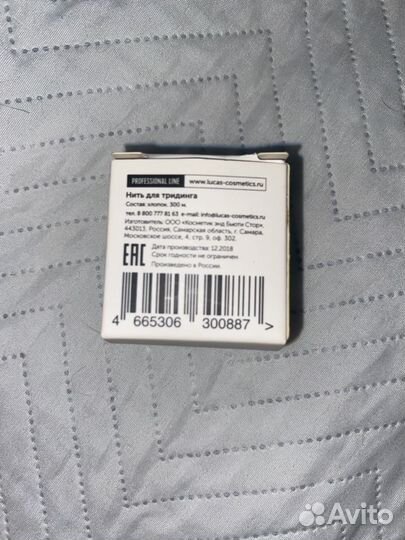 PROFESSIONAL LINE www.lucas-cosmetics.ru
Нить для тридинга
Состав: хлопок. 300 м.
тел. 8 800 777 81 63 e-mail: info@lucas-cosmetics.ru
Изготовитель: ООО «Косметик энд Бьюти Стор»,
443013, Россия, Самарская область, г. Самара,
Московское шоссе, 4, стр. 9, оф. 302.
EAC
Дата производства: 12.2018
Срок годности не ограничен.
Произведено в России.
4 665306 300887 >
Avito